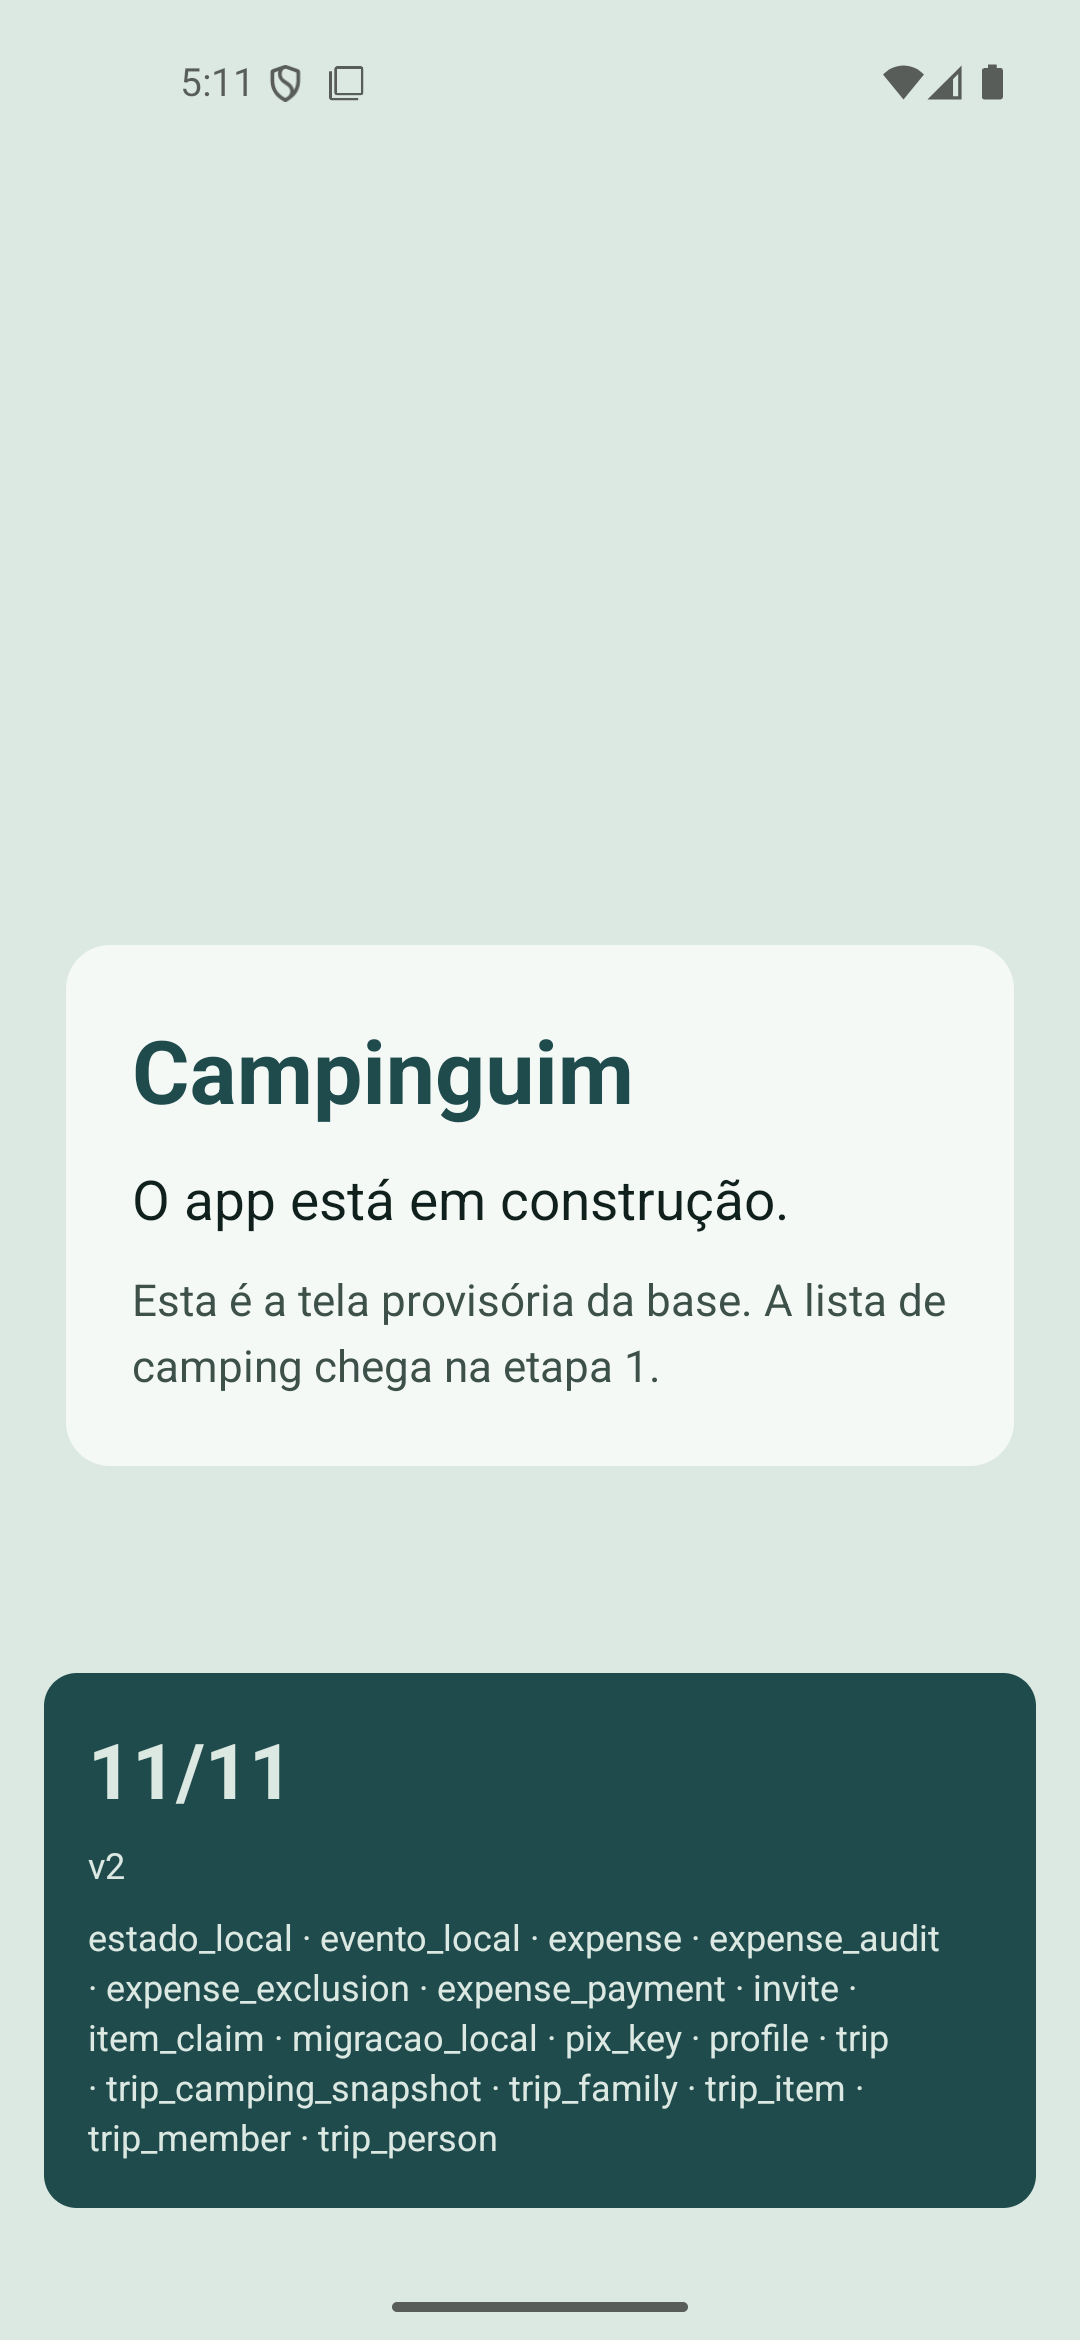 5:11
Campinguim
O app está em construção.
Esta é a tela provisória da base. A lista de
camping chega na etapa 1.
11/11
v2
estado_local · evento_local · expense · expense_audit
· expense_exclusion · expense_payment · invite ·
item_claim · migracao_local · pix_key · profile · trip
· trip_camping_snapshot · trip_family · trip_item ·
trip_member · trip_person